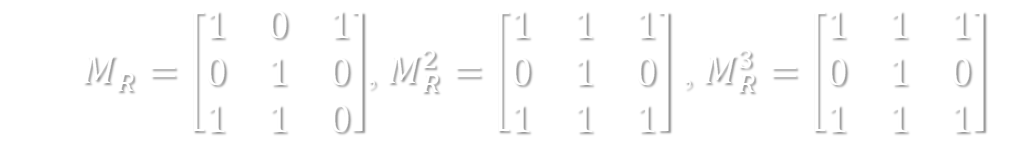 M_R = [1 0 1; 0 1 0; 1 1 0], M_R^2 = [1 1 1; 0 1 0; 1 1 1], M_R^3 = [1 1 1; 0 1 0; 1 1 1]